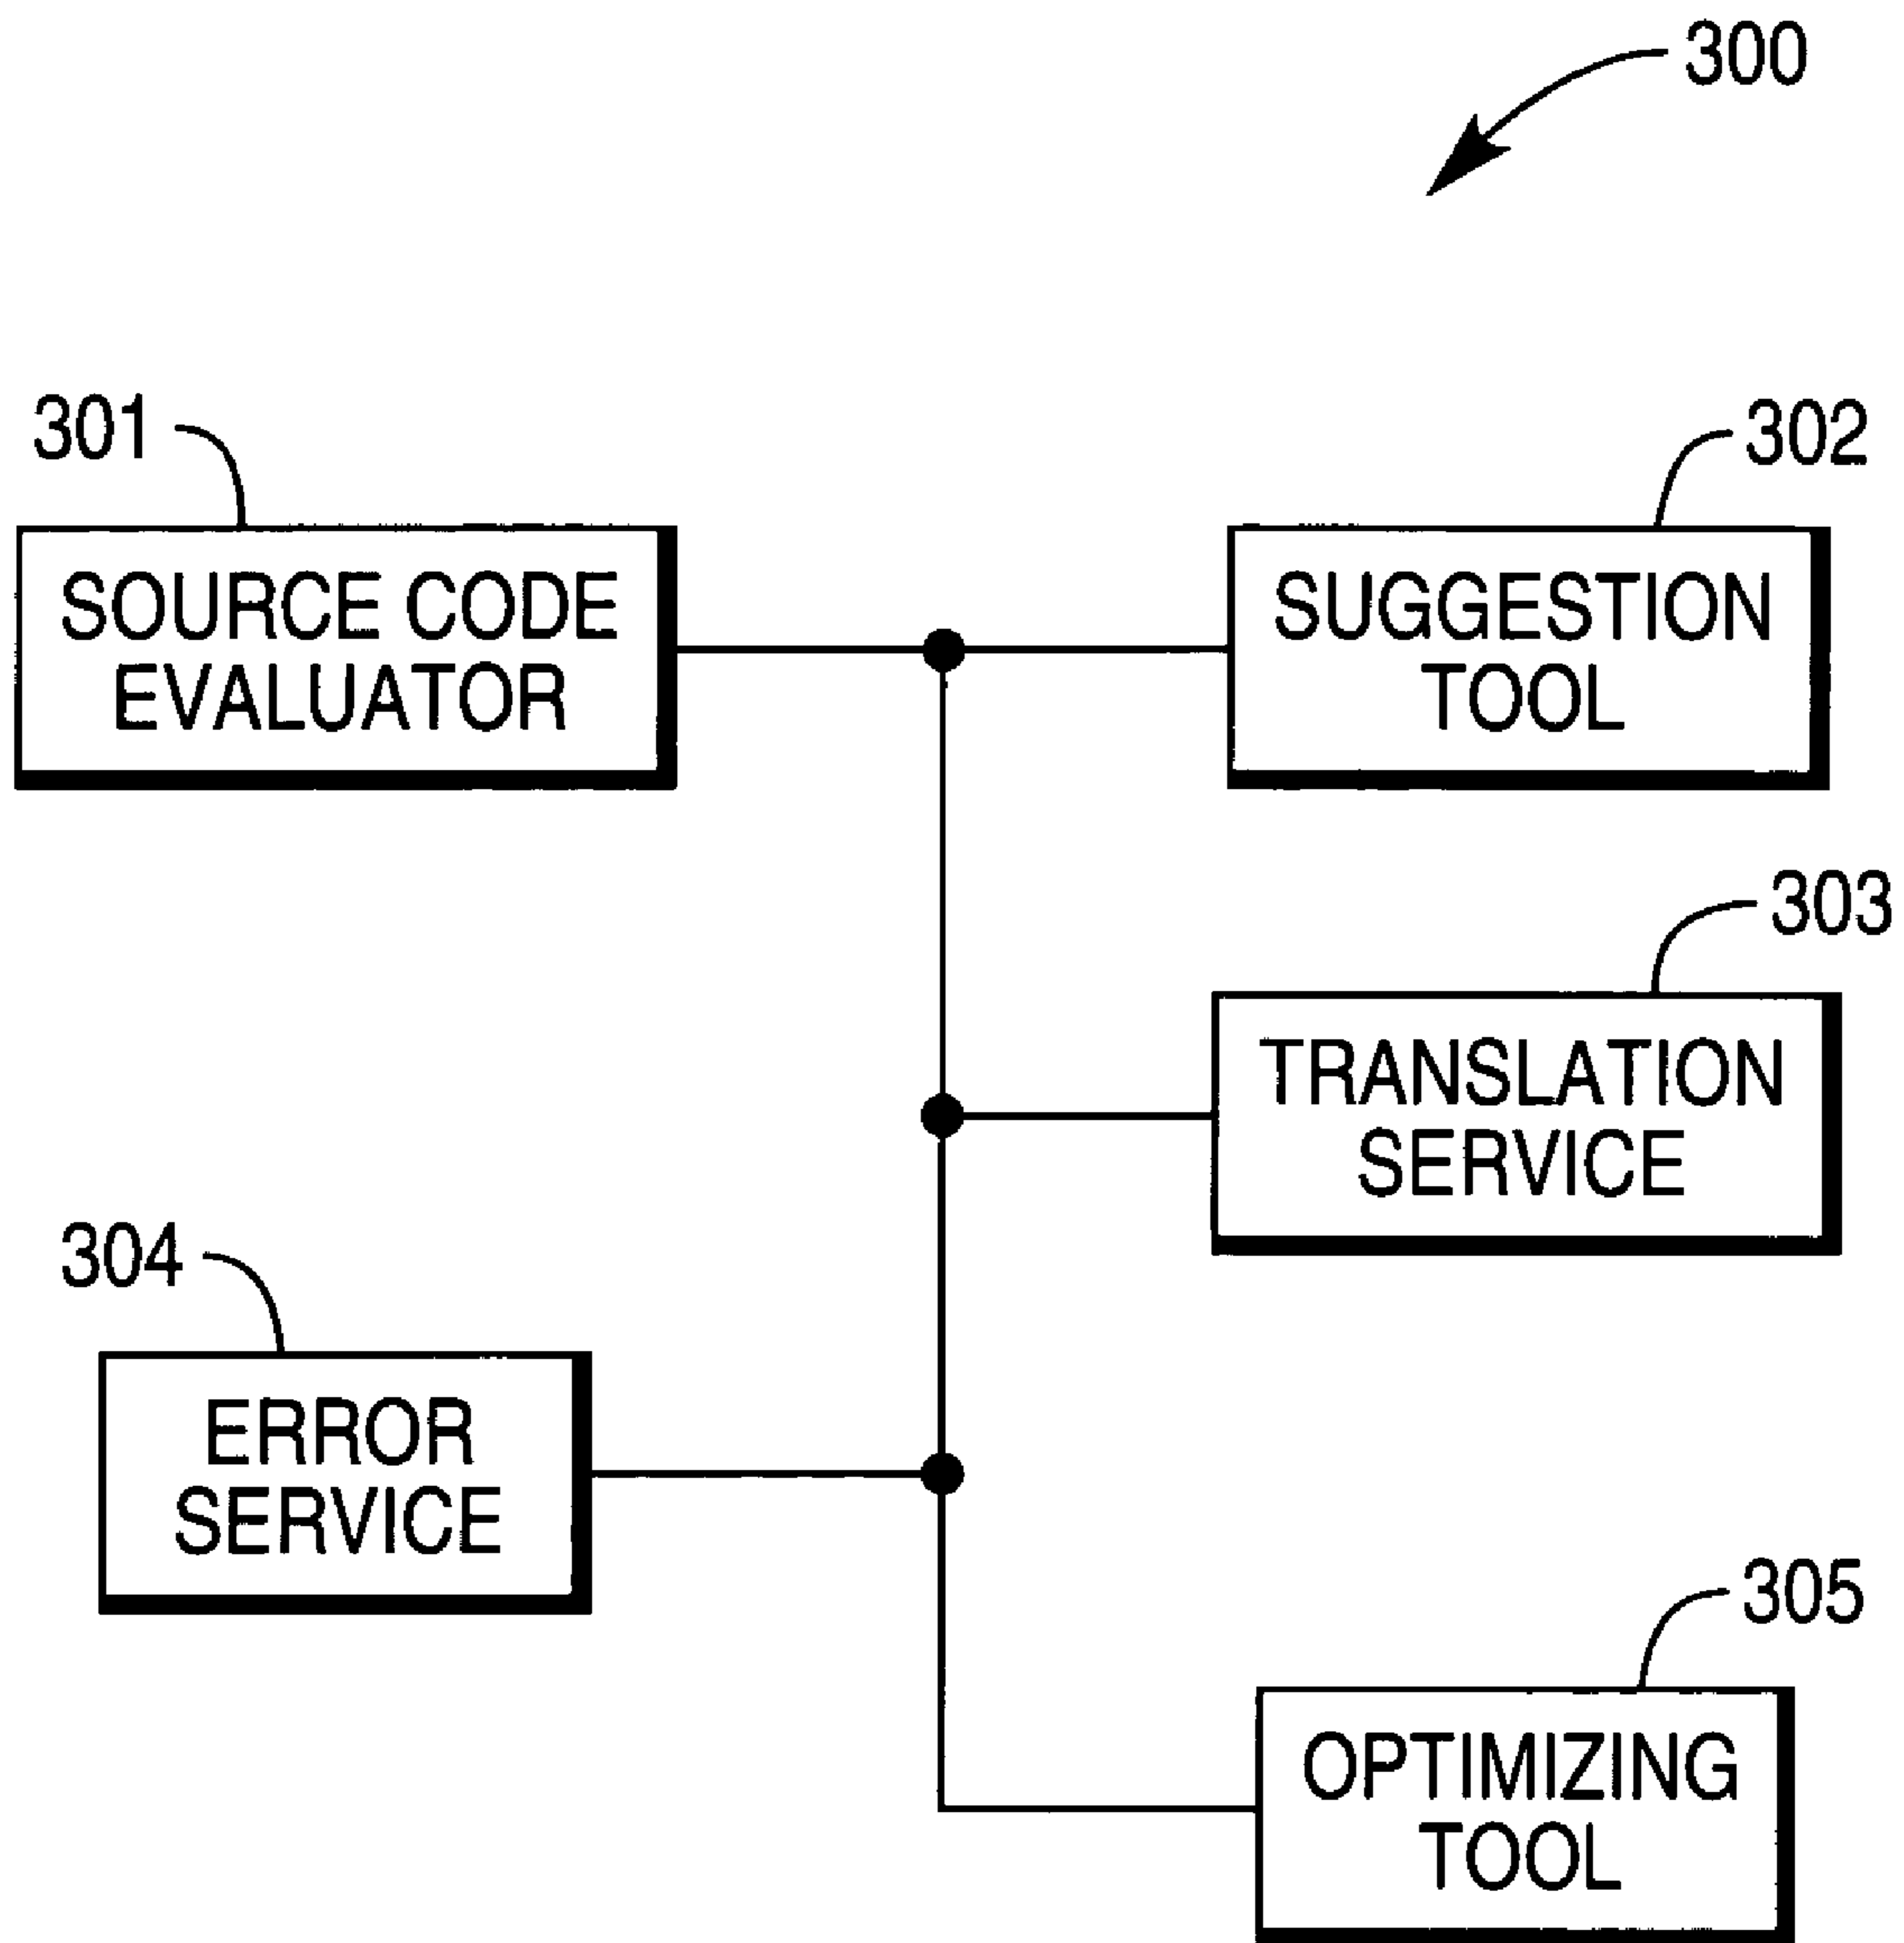 300
301
302
SOURCE CODE
EVALUATOR
SUGGESTION
TOOL
303
TRANSLATION
SERVICE
304
ERROR
SERVICE
305
OPTIMIZING
TOOL